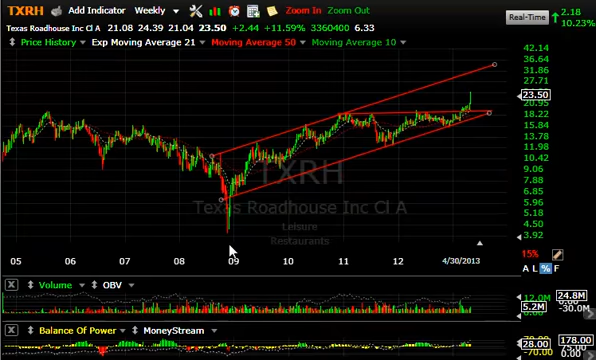 TXRH Add Indicator Weekly Zoom In Zoom Out
Real-Time
2.18
10.23%
Texas Roadhouse Inc Cl A 21.08 24.39 21.04 23.50 +2.44 +11.59% 3360400 6.33
Price History Exp Moving Average 21 Moving Average 50 Moving Average 10
42.14
36.78
31.86
27.71
23.50
20.95
18.22
15.84
13.78
11.98
10.42
9.06
7.88
6.85
5.96
5.18
4.50
3.92
TXRH
Texas Roadhouse Inc Cl A
Leisure
Restaurants
15%
A L % F
05 06 07 08 09 10 11 12 4/30/2013
X Volume OBV
12.0M
24.8M
5.2M
-30.0M
X Balance Of Power MoneyStream
28.00
178.00
75.00
-70.00